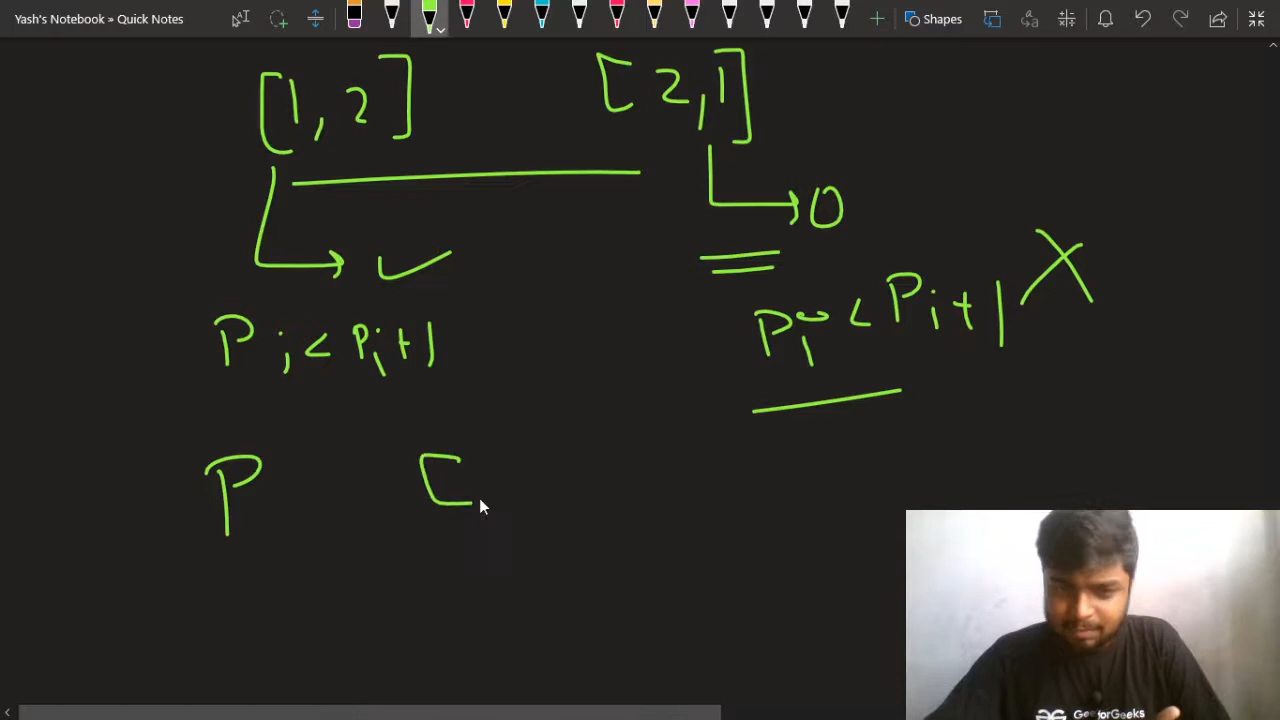 Yash's Notebook » Quick Notes
Shapes
[1, 2] [2,1]
0
Pi < Pi+1
Pi < Pi+1 X
P [
GeeksforGeeks